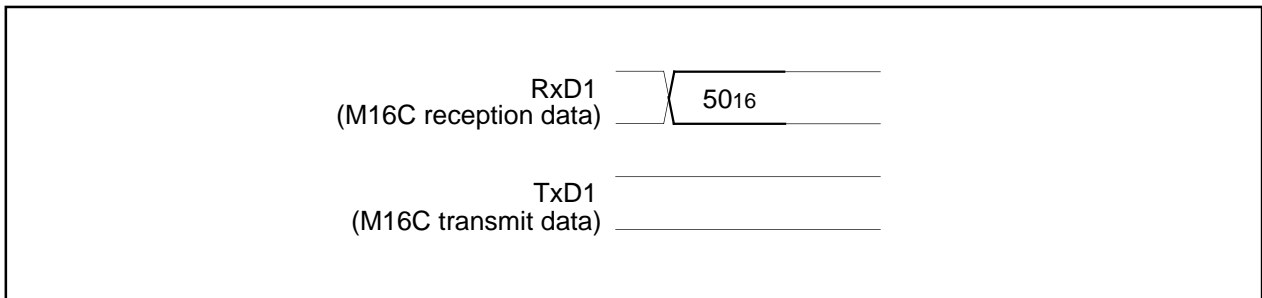 RxD1
(M16C reception data)
5016
TxD1
(M16C transmit data)